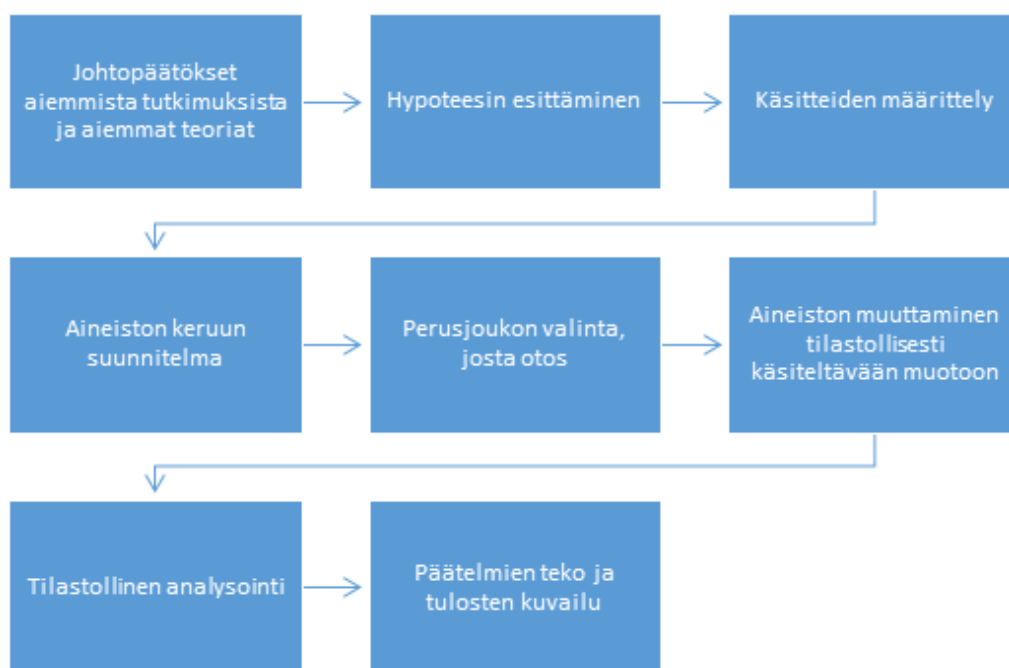 Johtopäätökset
aiemmista tutkimuksista
ja aiemmat teoriat
Hypoteesin esittäminen
Käsitteiden määrittely
Aineiston keruun
suunnitelma
Perusjoukon valinta,
josta otos
Aineiston muuttaminen
tilastollisesti
käsiteltävään muotoon
Tilastollinen analysointi
Päätelmien teko ja
tulosten kuvailu